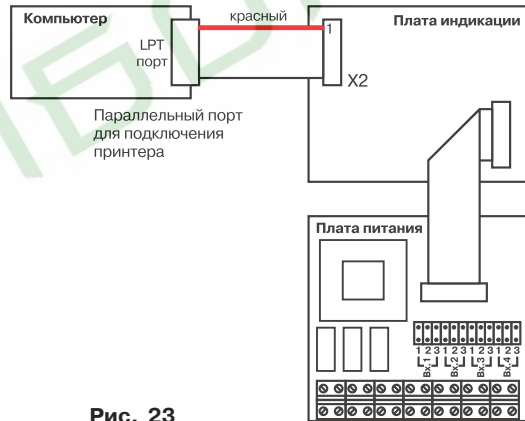 Компьютер
LPT
порт
красный
1
X2
Плата индикации
Параллельный порт
для подключения
принтера
Плата питания
1 2 3 1 2 3 1 2 3 1 2 3
Вх.1 Вх.2 Вх.3 Вх.4
Рис. 23